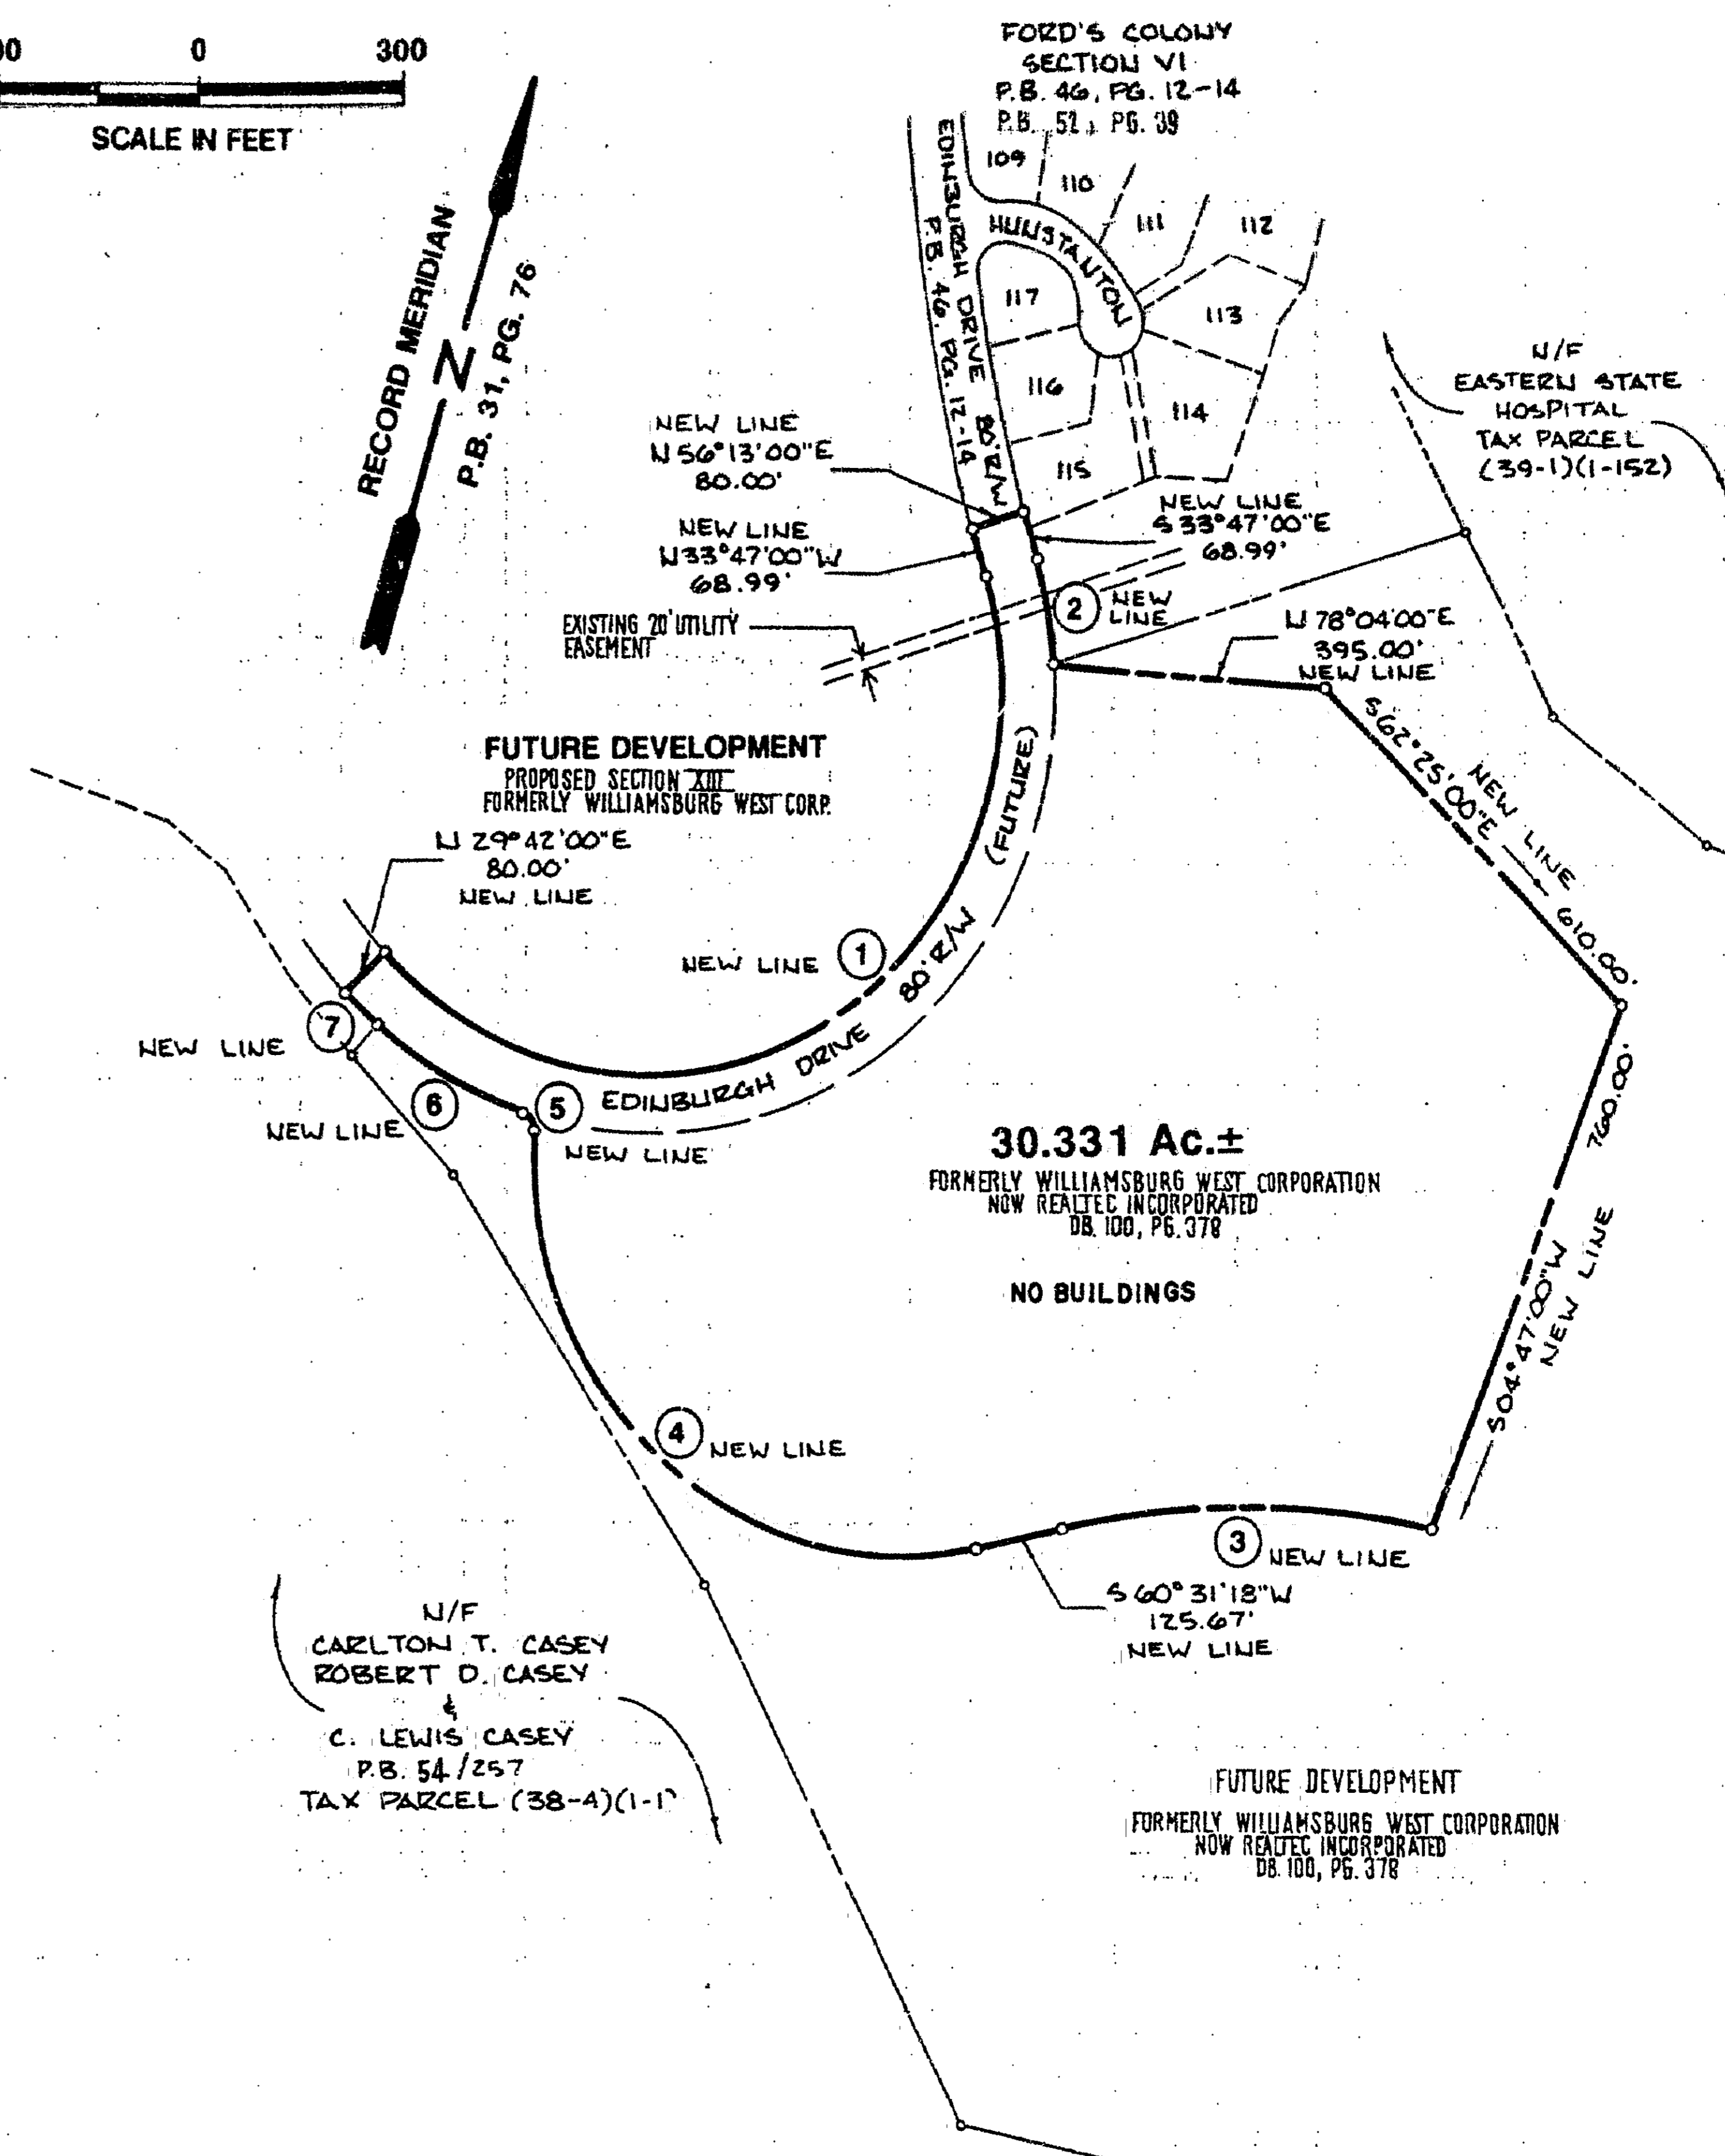 00 0 300
SCALE IN FEET
RECORD MERIDIAN
N
P.B. 31, PG. 76
FORD'S COLONY
SECTION VI
P.B. 46, PG. 12-14
P.B. 52, PG. 39
EDINBURGH DRIVE 80' R/W
P.B. 46, PG. 12-14
HUNSTANTON
109
110
111
112
113
114
115
116
117
N/F
EASTERN STATE
HOSPITAL
TAX PARCEL
(39-1)(1-152)
NEW LINE
N 56°13'00"E
80.00'
NEW LINE
N 33°47'00"W
68.99'
NEW LINE
S 33°47'00"E
68.99'
EXISTING 20' UTILITY
EASEMENT
2 NEW
LINE
N 78°04'00"E
395.00'
NEW LINE
S 62°25'00"E 610.00'
NEW LINE
FUTURE DEVELOPMENT
PROPOSED SECTION XIII
FORMERLY WILLIAMSBURG WEST CORP.
N 29°42'00"E
80.00'
NEW LINE
NEW LINE 1
EDINBURGH DRIVE 80' R/W (FUTURE)
7
NEW LINE
6
NEW LINE
5
NEW LINE
30.331 Ac.±
FORMERLY WILLIAMSBURG WEST CORPORATION
NOW REALTEC INCORPORATED
DB. 100, PG. 378
NO BUILDINGS
S 04°47'00"W 760.00'
NEW LINE
4 NEW LINE
3 NEW LINE
S 60°31'18"W
125.67'
NEW LINE
N/F
CARLTON T. CASEY
ROBERT D. CASEY
&
C. LEWIS CASEY
P.B. 54/257
TAX PARCEL (38-4)(1-1)
FUTURE DEVELOPMENT
FORMERLY WILLIAMSBURG WEST CORPORATION
NOW REALTEC INCORPORATED
DB. 100, PG. 378